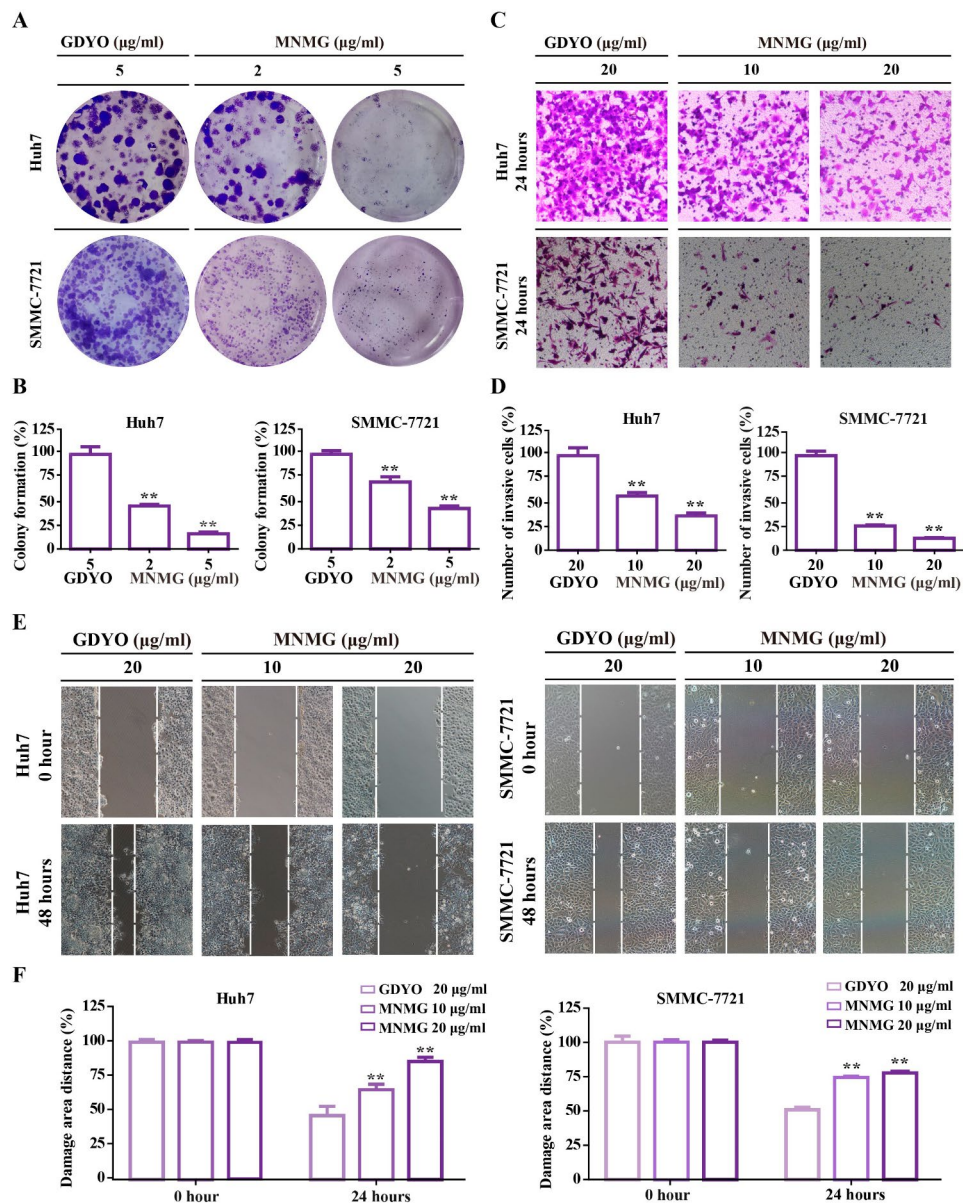 A
GDYO (μg/ml) MNMG (μg/ml)
5 2 5
Huh7
SMMC-7721
C
GDYO (μg/ml) MNMG (μg/ml)
20 10 20
Huh7
24 hours
SMMC-7721
24 hours
B
Huh7
Colony formation (%)
125
100
75
50
25
0
** **
5 2 5
GDYO MNMG (μg/ml)
SMMC-7721
Colony formation (%)
125
100
75
50
25
0
** **
5 2 5
GDYO MNMG (μg/ml)
D
Huh7
Number of invasive cells (%)
125
100
75
50
25
0
** **
20 10 20
GDYO MNMG (μg/ml)
SMMC-7721
Number of invasive cells (%)
125
100
75
50
25
0
** **
20 10 20
GDYO MNMG (μg/ml)
E
GDYO (μg/ml) MNMG (μg/ml)
20 10 20
Huh7
0 hour
Huh7
48 hours
GDYO (μg/ml) MNMG (μg/ml)
20 10 20
SMMC-7721
0 hour
SMMC-7721
48 hours
F
Huh7
GDYO 20 μg/ml
MNMG 10 μg/ml
MNMG 20 μg/ml
Damage area distance (%)
125
100
75
50
25
0
** **
0 hour 24 hours
SMMC-7721
GDYO 20 μg/ml
MNMG 10 μg/ml
MNMG 20 μg/ml
Damage area distance (%)
125
100
75
50
25
0
** **
0 hour 24 hours